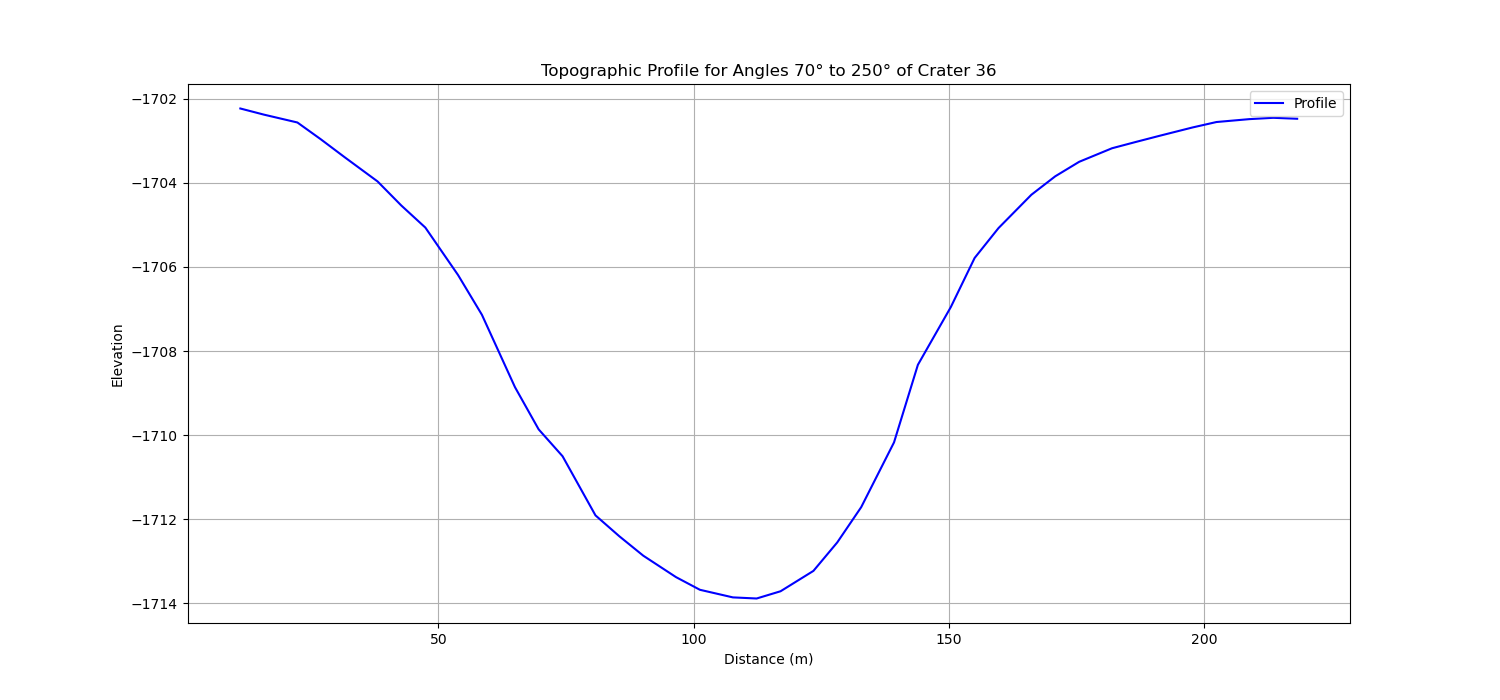 Topographic Profile for Angles 70° to 250° of Crater 36
Profile
−1702
−1704
−1706
−1708
−1710
−1712
−1714
Elevation
50
100
150
200
Distance (m)